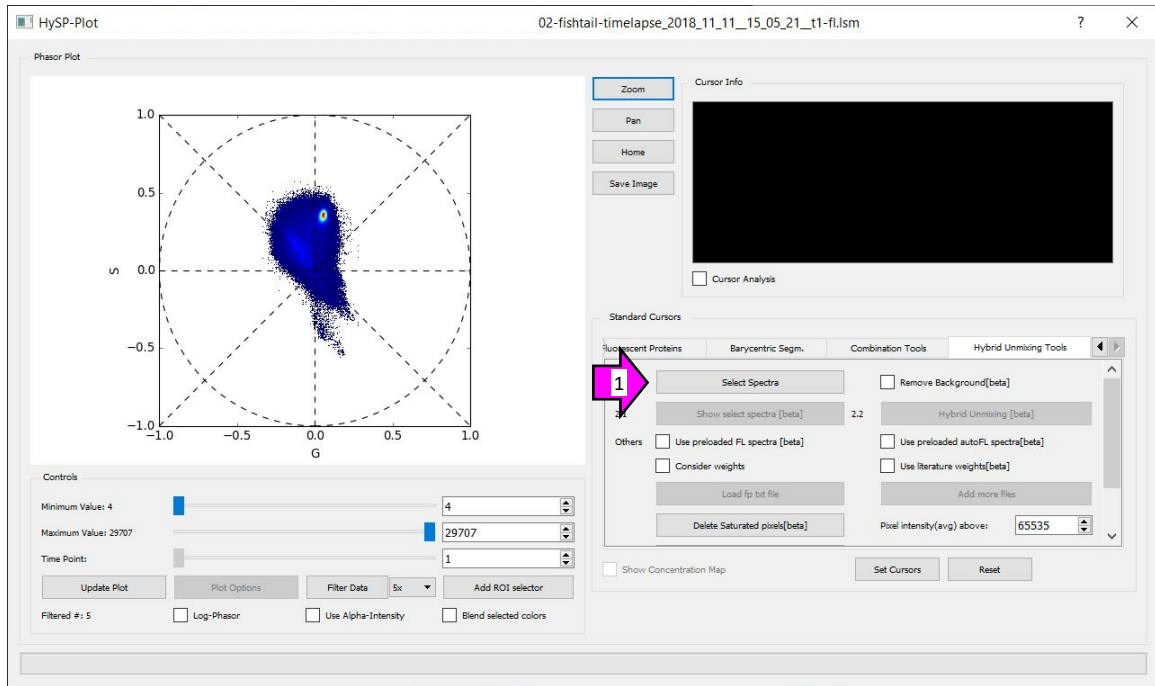 HySP-Plot 02-fishtail-timelapse_2018_11_11__15_05_21__t1-fl.lsm ? ×
Phasor Plot
1.0
0.5
0.0
−0.5
−1.0
S
−1.0 −0.5 0.0 0.5 1.0
G
Zoom
Pan
Home
Save Image
Cursor Info
Cursor Analysis
Standard Cursors
Fluorescent Proteins Barycentric Segm. Combination Tools Hybrid Unmixing Tools
1 Select Spectra Remove Background[beta]
2.1 Show select spectra [beta] 2.2 Hybrid Unmixing [beta]
Others Use preloaded FL spectra [beta] Use preloaded autoFL spectra[beta]
Consider weights Use literature weights[beta]
Load fp txt file Add more files
Delete Saturated pixels[beta] Pixel intensity(avg) above: 65535
Show Concentration Map Set Cursors Reset
Controls
Minimum Value: 4 4
Maximum Value: 29707 29707
Time Point: 1
Update Plot Plot Options Filter Data 5x Add ROI selector
Filtered #: 5 Log-Phasor Use Alpha-Intensity Blend selected colors